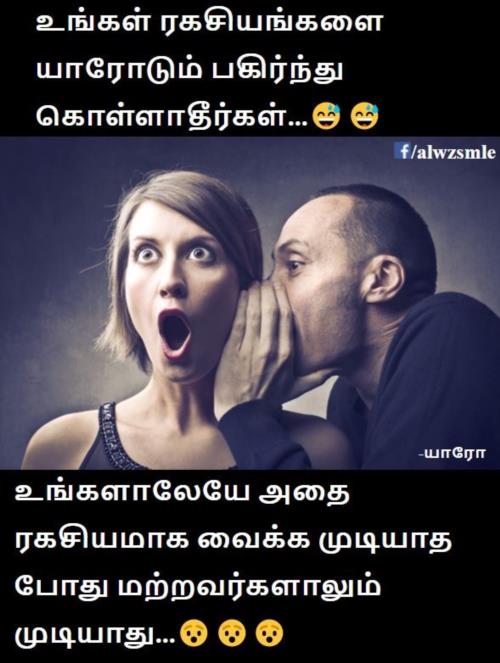 உங்கள் ரகசியங்களை
யாரோடும் பகிர்ந்து
கொள்ளாதீர்கள்...😅 😅
f/alwzsmle
-யாரோ
உங்களாலேயே அதை
ரகசியமாக வைக்க முடியாத
போது மற்றவர்களாலும்
முடியாது...😯 😯 😯